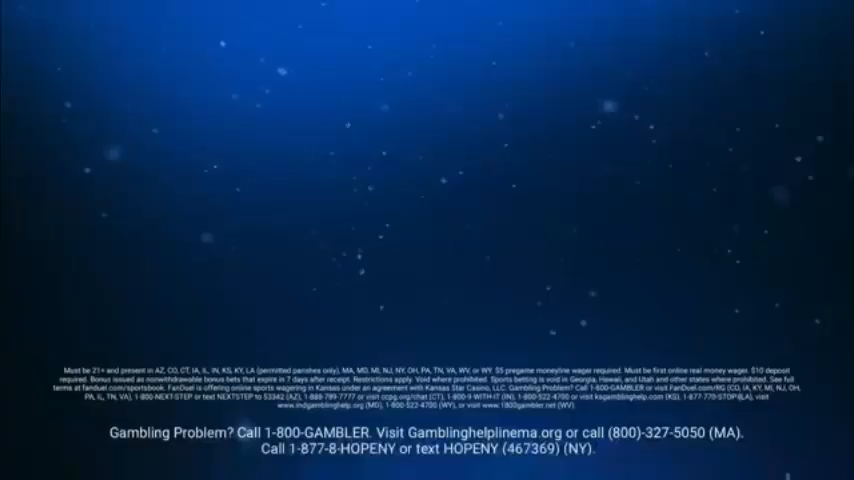 Must be 21+ and present in AZ, CO, CT, IA, IL, IN, KS, KY, LA (permitted parishes only), MA, MD, MI, NJ, NY, OH, PA, TN, VA, WV, or WY. $5 pregame moneyline wager required. Must be first online real money wager. $10 deposit
required. Bonus issued as nonwithdrawable bonus bets that expire in 7 days after receipt. Restrictions apply. Void where prohibited. Sports betting is void in Georgia, Hawaii, and Utah and other states where prohibited. See full
terms at fanduel.com/sportsbook. FanDuel is offering online sports wagering in Kansas under an agreement with Kansas Star Casino, LLC. Gambling Problem? Call 1-800-GAMBLER or visit FanDuel.com/RG (CO, IA, KY, MI, NJ, OH,
PA, IL, TN, VA), 1-800-NEXT-STEP or text NEXTSTEP to 53342 (AZ), 1-888-789-7777 or visit ccpg.org/chat (CT), 1-800-9-WITH-IT (IN), 1-800-522-4700 or visit ksgamblinghelp.com (KS), 1-877-770-STOP (LA), visit
www.mdgamblinghelp.org (MD), 1-800-522-4700 (WY), or visit www.1800gambler.net (WV)
Gambling Problem? Call 1-800-GAMBLER. Visit Gamblinghelplinema.org or call (800)-327-5050 (MA).
Call 1-877-8-HOPENY or text HOPENY (467369) (NY).